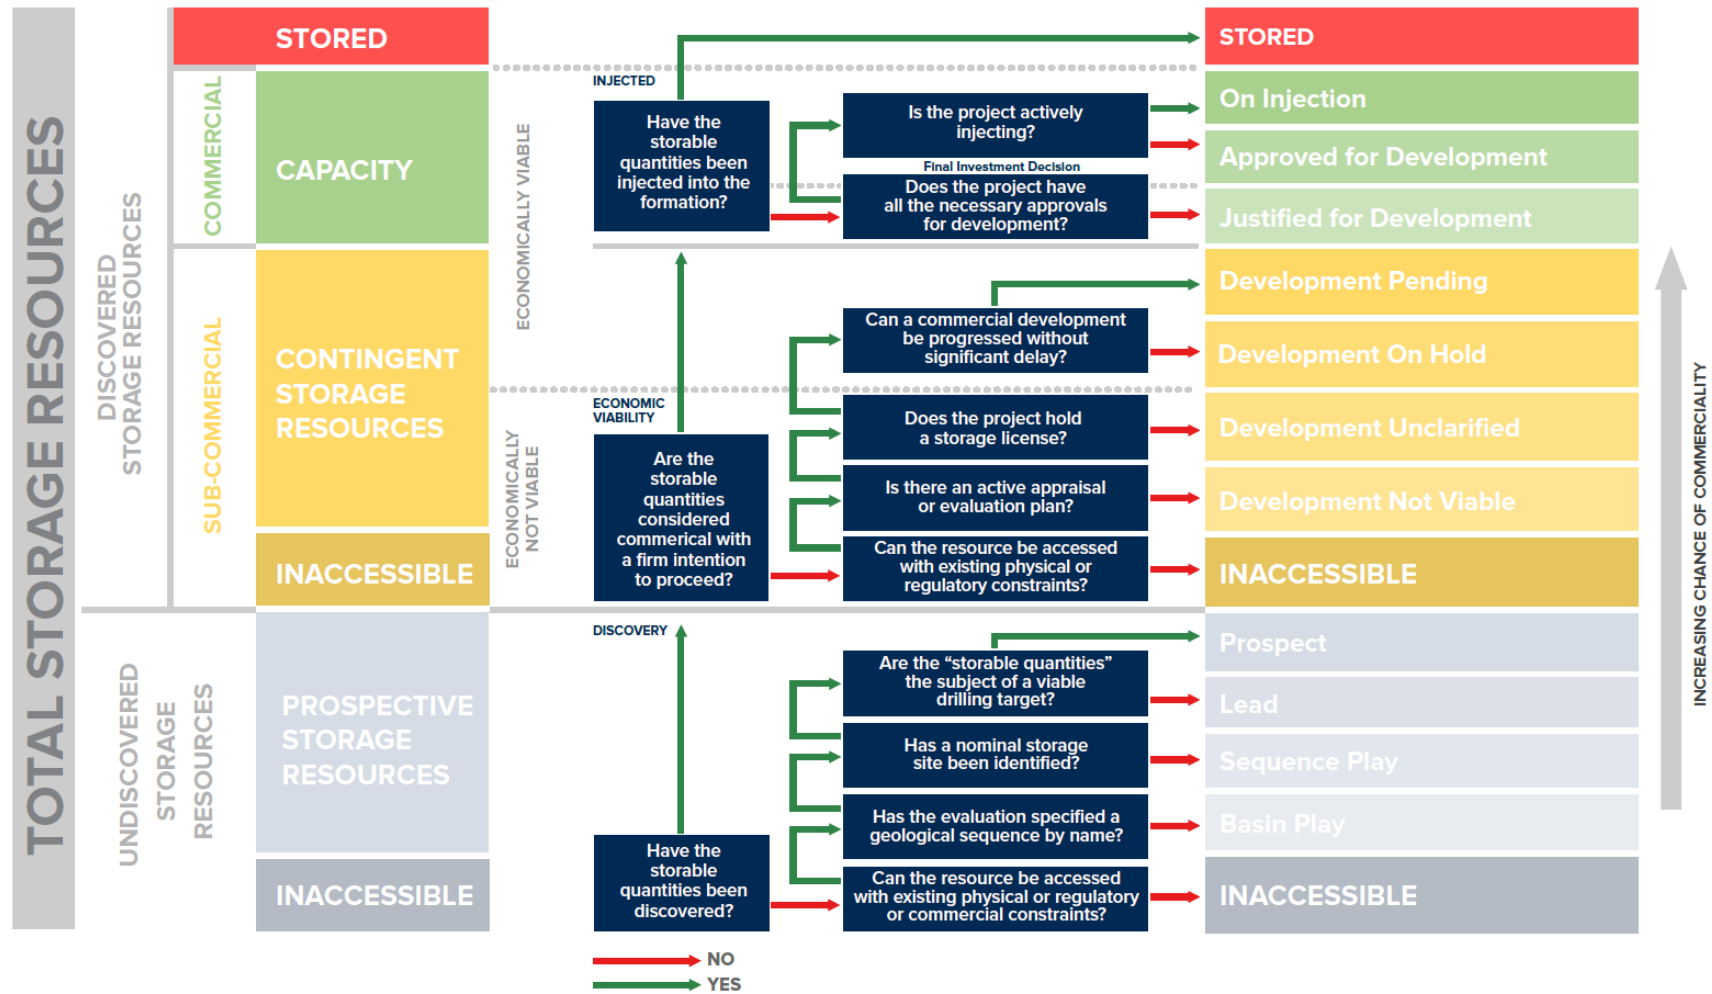 TOTAL STORAGE RESOURCES
DISCOVERED
STORAGE RESOURCES
UNDISCOVERED
STORAGE
RESOURCES
COMMERCIAL
SUB-COMMERCIAL
STORED
CAPACITY
CONTINGENT
STORAGE
RESOURCES
INACCESSIBLE
PROSPECTIVE
STORAGE
RESOURCES
INACCESSIBLE
ECONOMICALLY VIABLE
ECONOMICALLY
NOT VIABLE
INJECTED
Have the
storable
quantities been
injected into the
formation?
Is the project actively
injecting?
Final Investment Decision
Does the project have
all the necessary approvals
for development?
ECONOMIC
VIABILITY
Are the
storable
quantities
considered
commerical with
a firm intention
to proceed?
Can a commercial development
be progressed without
significant delay?
Does the project hold
a storage license?
Is there an active appraisal
or evaluation plan?
Can the resource be accessed
with existing physical or
regulatory constraints?
DISCOVERY
Have the
storable
quantities been
discovered?
Are the “storable quantities”
the subject of a viable
drilling target?
Has a nominal storage
site been identified?
Has the evaluation specified a
geological sequence by name?
Can the resource be accessed
with existing physical or regulatory
or commercial constraints?
NO
YES
STORED
On Injection
Approved for Development
Justified for Development
Development Pending
Development On Hold
Development Unclarified
Development Not Viable
INACCESSIBLE
Prospect
Lead
Sequence Play
Basin Play
INACCESSIBLE
INCREASING CHANCE OF COMMERCIALITY